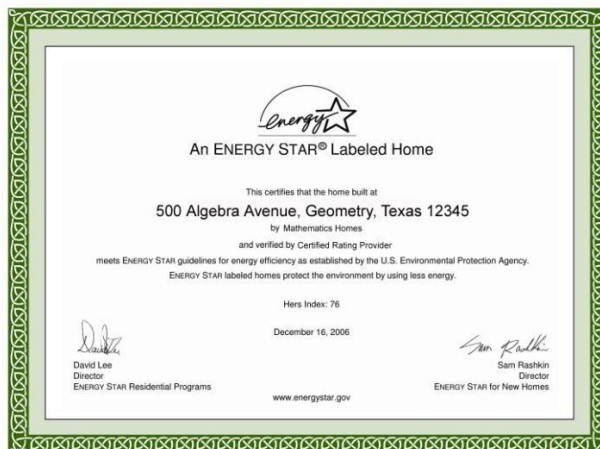 energy
An ENERGY STAR® Labeled Home
This certifies that the home built at
500 Algebra Avenue, Geometry, Texas 12345
by Mathematics Homes
and verified by Certified Rating Provider
meets ENERGY STAR guidelines for energy efficiency as established by the U.S. Environmental Protection Agency.
ENERGY STAR labeled homes protect the environment by using less energy.
Hers Index: 76
December 16, 2006
Sam Rashkin
David Lee
Director
ENERGY STAR Residential Programs
Sam Rashkin
Director
ENERGY STAR for New Homes
www.energystar.gov